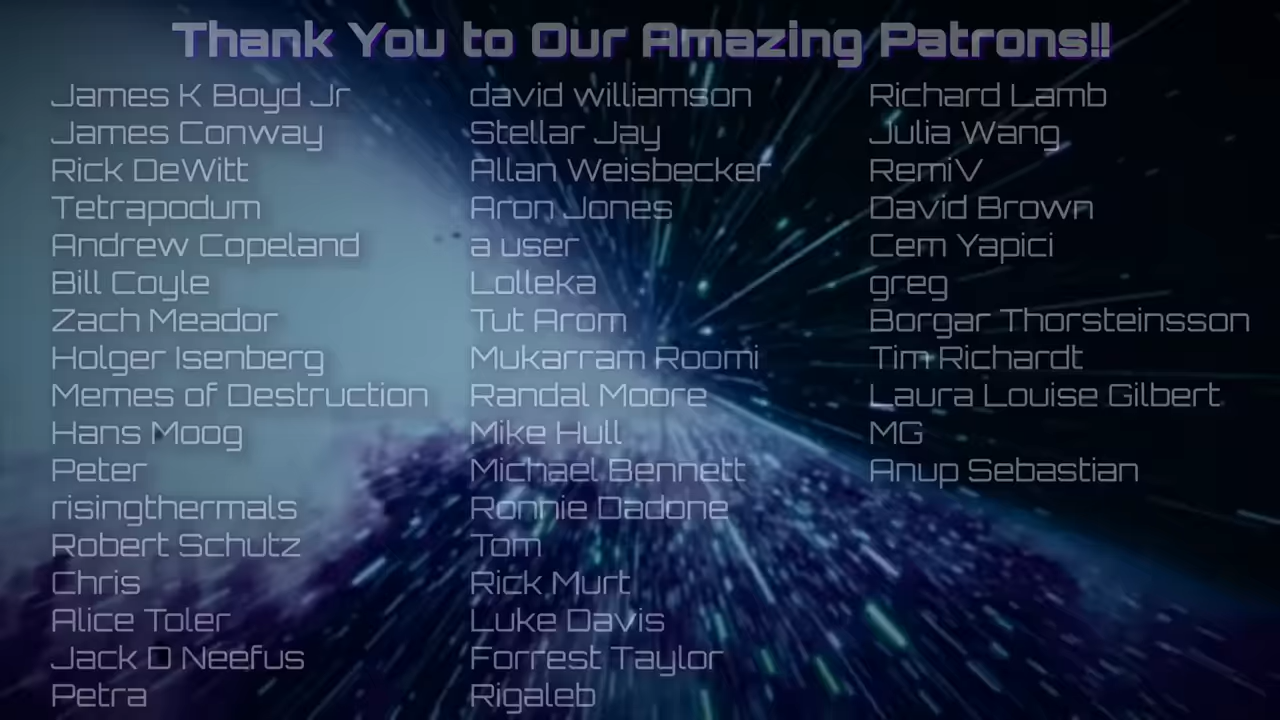 Thank You to Our Amazing Patrons!!
James K Boyd Jr
James Conway
Rick DeWitt
Tetrapodum
Andrew Copeland
Bill Coyle
Zach Meador
Holger Isenberg
Memes of Destruction
Hans Moog
Peter
risingthermals
Robert Schutz
Chris
Alice Toler
Jack D Neefus
Petra
david williamson
Stellar Jay
Allan Weisbecker
Aron Jones
a user
Lolleka
Tut Arom
Mukarram Roomi
Randal Moore
Mike Hull
Michael Bennett
Ronnie Dadone
Tom
Rick Murt
Luke Davis
Forrest Taylor
Rigaleb
Richard Lamb
Julia Wang
RemiV
David Brown
Cem Yapici
greg
Borgar Thorsteinsson
Tim Richardt
Laura Louise Gilbert
MG
Anup Sebastian